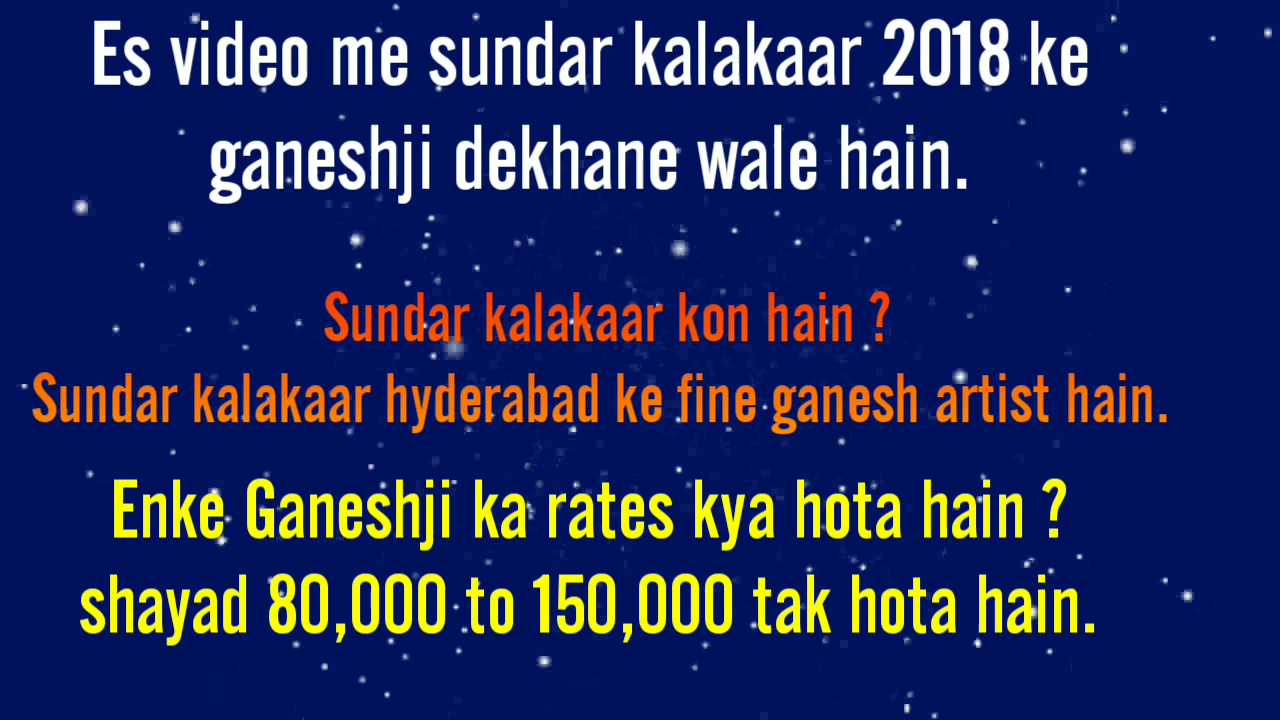 Es video me sundar kalakaar 2018 ke
ganeshji dekhane wale hain.
Sundar kalakaar kon hain ?
Sundar kalakaar hyderabad ke fine ganesh artist hain.
Enke Ganeshji ka rates kya hota hain ?
shayad 80,000 to 150,000 tak hota hain.